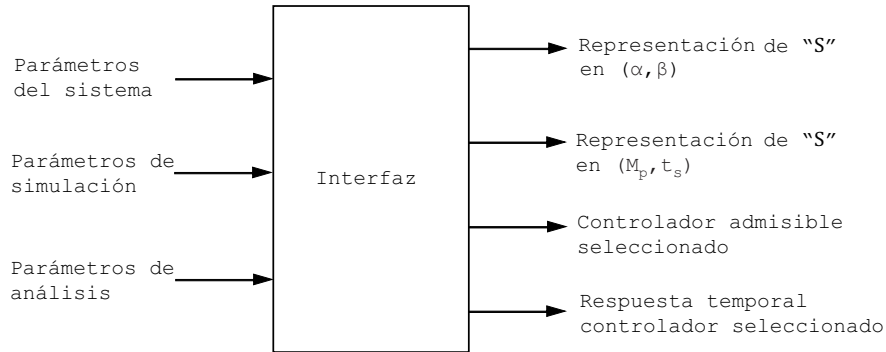 Parámetros
del sistema
Parámetros de
simulación
Parámetros de
análisis
Interfaz
Representación de “S”
en (α,β)
Representación de “S”
en (Mp,ts)
Controlador admisible
seleccionado
Respuesta temporal
controlador seleccionado